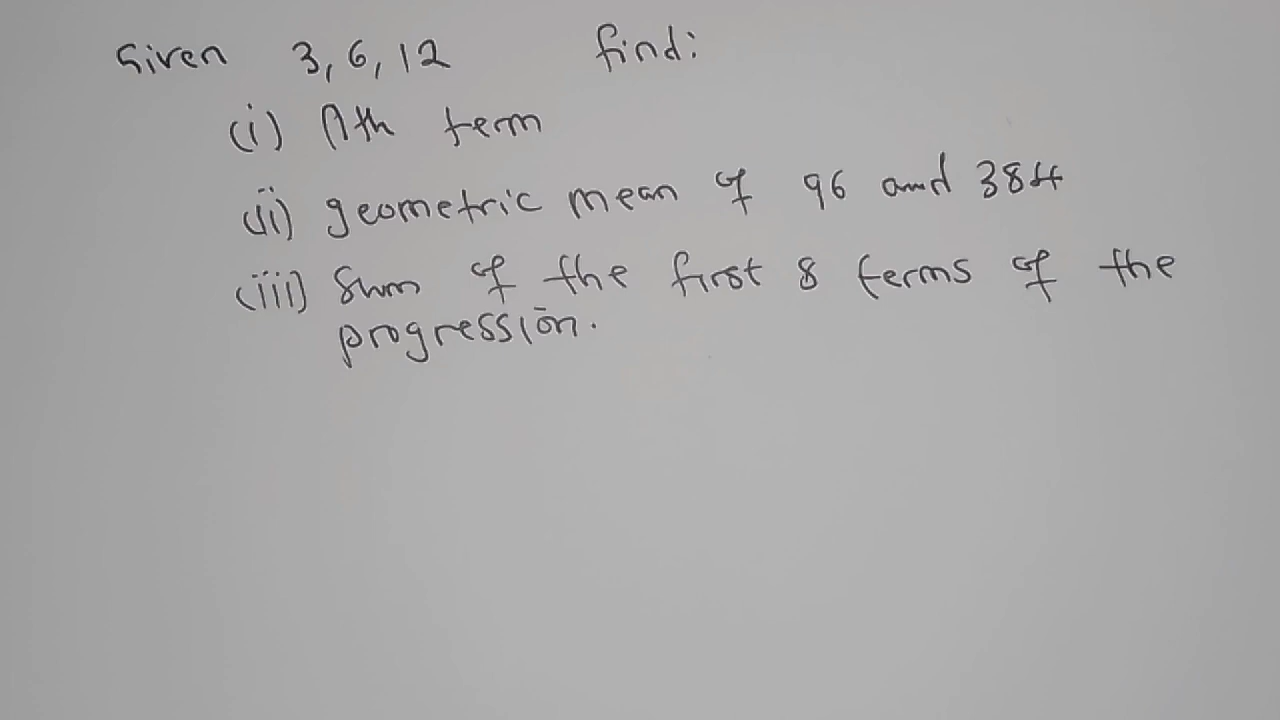 Given 3, 6, 12 find:
(i) nth term
(ii) geometric mean of 96 and 384
(iii) Sum of the first 8 terms of the
progression.